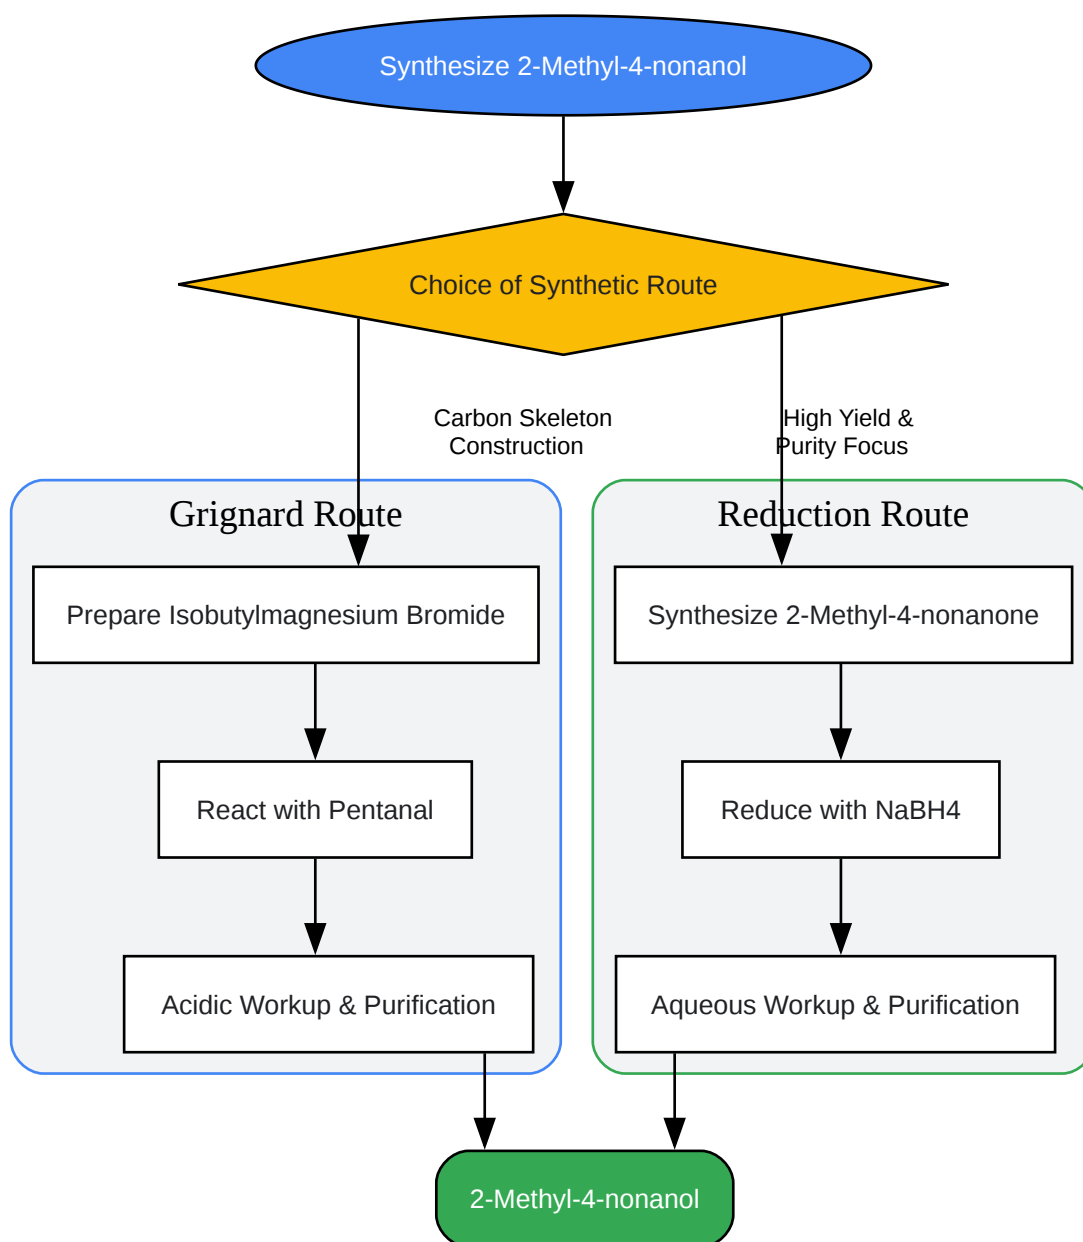 Synthesize 2-Methyl-4-nonanol
Choice of Synthetic Route
Carbon Skeleton
Construction
High Yield &
Purity Focus
Grignard Route
Prepare Isobutylmagnesium Bromide
React with Pentanal
Acidic Workup & Purification
Reduction Route
Synthesize 2-Methyl-4-nonanone
Reduce with NaBH4
Aqueous Workup & Purification
2-Methyl-4-nonanol